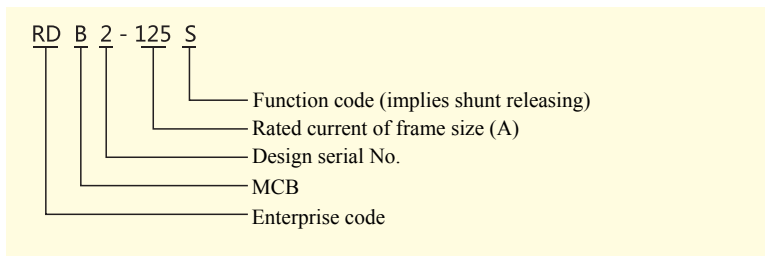 RD B 2 - 125 S
Function code (implies shunt releasing)
Rated current of frame size (A)
Design serial No.
MCB
Enterprise code